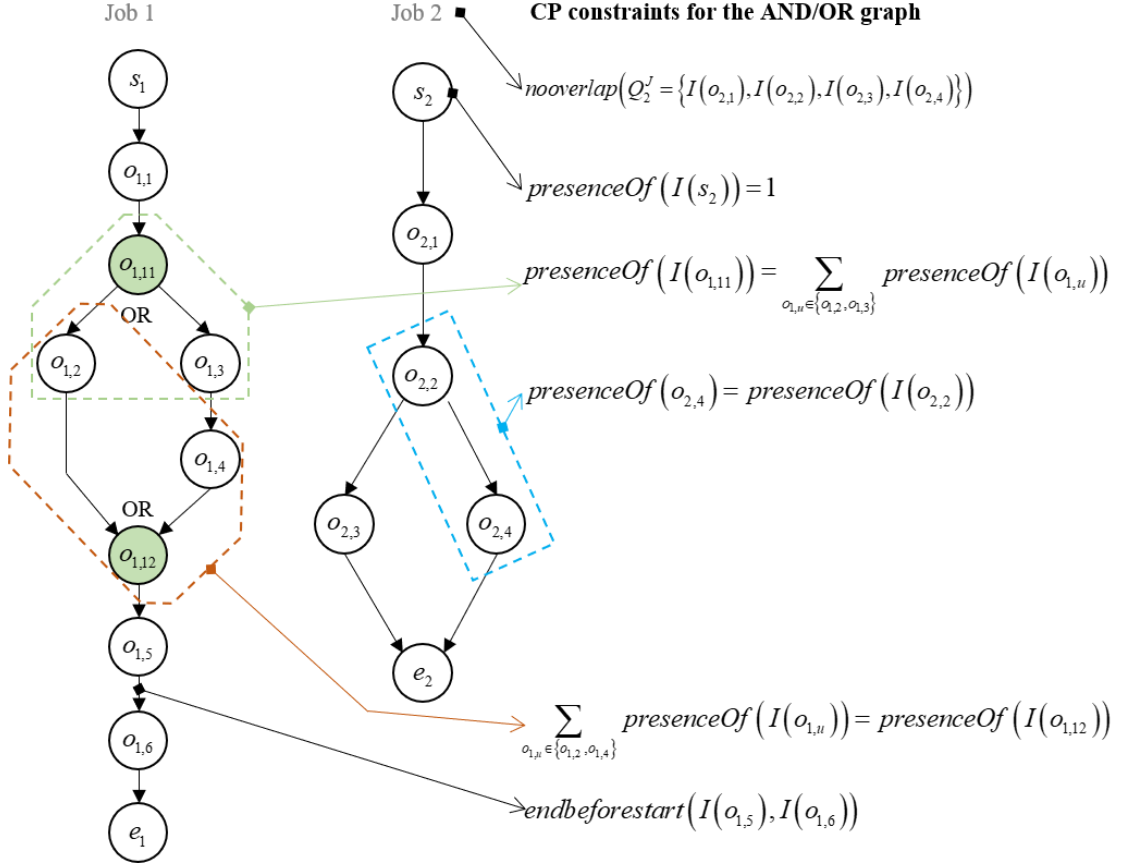 Job 1
Job 2
CP constraints for the AND/OR graph
s₁
s₂
nooverlap(Q₂ᴶ = {I(o₂,₁), I(o₂,₂), I(o₂,₃), I(o₂,₄)})
o₁,₁
presenceOf(I(s₂)) = 1
o₂,₁
o₁,₁₁
presenceOf(I(o₁,₁₁)) = ∑ presenceOf(I(o₁,ᵤ))
o₁,ᵤ∈{o₁,₂,o₁,₃}
OR
o₁,₂
o₁,₃
o₂,₂
presenceOf(o₂,₄) = presenceOf(I(o₂,₂))
o₁,₄
OR
o₂,₃
o₂,₄
o₁,₁₂
o₁,₅
e₂
∑ presenceOf(I(o₁,ᵤ)) = presenceOf(I(o₁,₁₂))
o₁,ᵤ∈{o₁,₂,o₁,₄}
o₁,₆
endbeforestart(I(o₁,₅), I(o₁,₆))
e₁